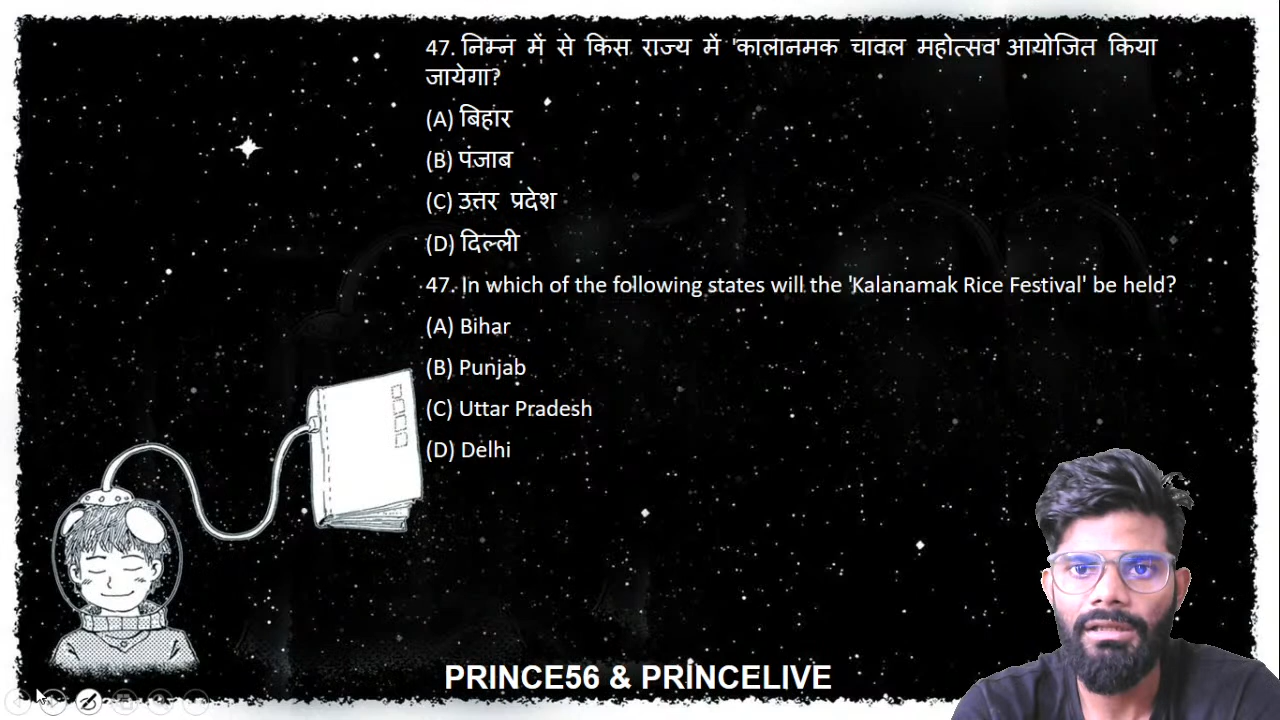 47. निम्न में से किस राज्य में 'कालानमक चावल महोत्सव' आयोजित किया
जायेगा?
(A) बिहार
(B) पंजाब
(C) उत्तर प्रदेश
(D) दिल्ली
47. In which of the following states will the 'Kalanamak Rice Festival' be held?
(A) Bihar
(B) Punjab
(C) Uttar Pradesh
(D) Delhi
PRINCE56 & PRINCELIVE